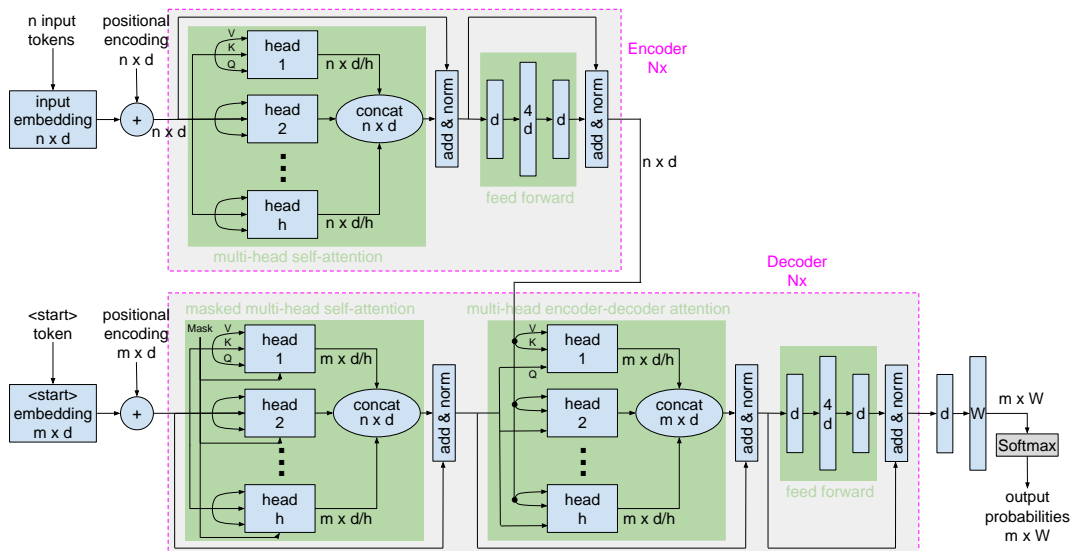 n input
tokens
positional
encoding
n x d
input
embedding
n x d
+
n x d
V
K
Q
head
1
n x d/h
head
2
head
h
n x d/h
concat
n x d
multi-head self-attention
add & norm
d
4
d
d
feed forward
add & norm
Encoder
Nx
n x d
Decoder
Nx
<start>
token
positional
encoding
m x d
<start>
embedding
m x d
+
masked multi-head self-attention
Mask
V
K
Q
head
1
m x d/h
head
2
head
h
m x d/h
concat
n x d
add & norm
multi-head encoder-decoder attention
V
K
Q
head
1
m x d/h
head
2
head
h
m x d/h
concat
m x d
add & norm
d
4
d
d
feed forward
add & norm
d
W
m x W
Softmax
output
probabilities
m x W